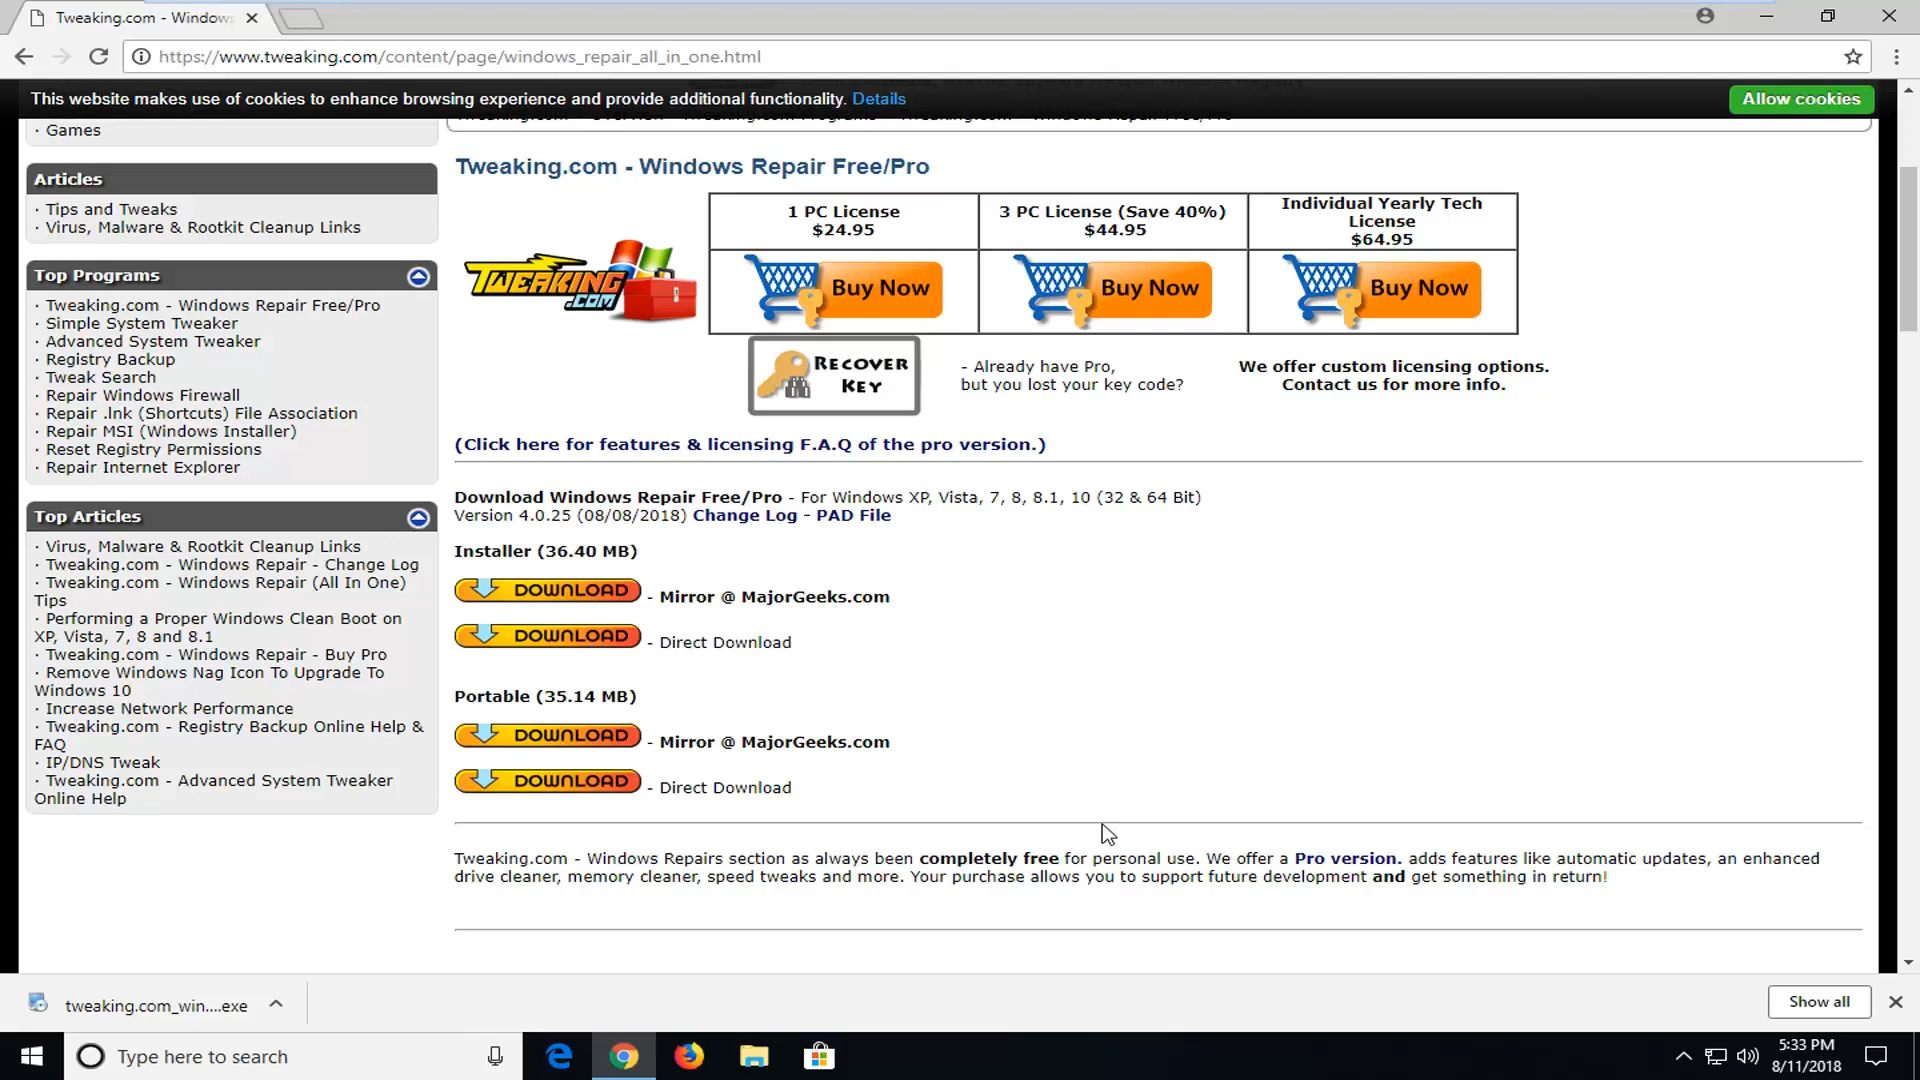 Tweaking.com - Window
https://www.tweaking.com/content/page/windows_repair_all_in_one.html
This website makes use of cookies to enhance browsing experience and provide additional functionality. Details
Allow cookies
· Games
Articles
· Tips and Tweaks
· Virus, Malware & Rootkit Cleanup Links
Top Programs
· Tweaking.com - Windows Repair Free/Pro
· Simple System Tweaker
· Advanced System Tweaker
· Registry Backup
· Tweak Search
· Repair Windows Firewall
· Repair .lnk (Shortcuts) File Association
· Repair MSI (Windows Installer)
· Reset Registry Permissions
· Repair Internet Explorer
Top Articles
· Virus, Malware & Rootkit Cleanup Links
· Tweaking.com - Windows Repair - Change Log
· Tweaking.com - Windows Repair (All In One)
Tips
· Performing a Proper Windows Clean Boot on
XP, Vista, 7, 8 and 8.1
· Tweaking.com - Windows Repair - Buy Pro
· Remove Windows Nag Icon To Upgrade To
Windows 10
· Increase Network Performance
· Tweaking.com - Registry Backup Online Help &
FAQ
· IP/DNS Tweak
· Tweaking.com - Advanced System Tweaker
Online Help
Tweaking.com - Windows Repair Free/Pro
TWEAKING
.COM
1 PC License
$24.95
Buy Now
3 PC License (Save 40%)
$44.95
Buy Now
Individual Yearly Tech
License
$64.95
Buy Now
RECOVER
KEY
- Already have Pro,
but you lost your key code?
We offer custom licensing options.
Contact us for more info.
(Click here for features & licensing F.A.Q of the pro version.)
Download Windows Repair Free/Pro - For Windows XP, Vista, 7, 8, 8.1, 10 (32 & 64 Bit)
Version 4.0.25 (08/08/2018) Change Log - PAD File
Installer (36.40 MB)
DOWNLOAD - Mirror @ MajorGeeks.com
DOWNLOAD - Direct Download
Portable (35.14 MB)
DOWNLOAD - Mirror @ MajorGeeks.com
DOWNLOAD - Direct Download
Tweaking.com - Windows Repairs section as always been completely free for personal use. We offer a Pro version. adds features like automatic updates, an enhanced
drive cleaner, memory cleaner, speed tweaks and more. Your purchase allows you to support future development and get something in return!
tweaking.com_win....exe
Show all
Type here to search
5:33 PM
8/11/2018